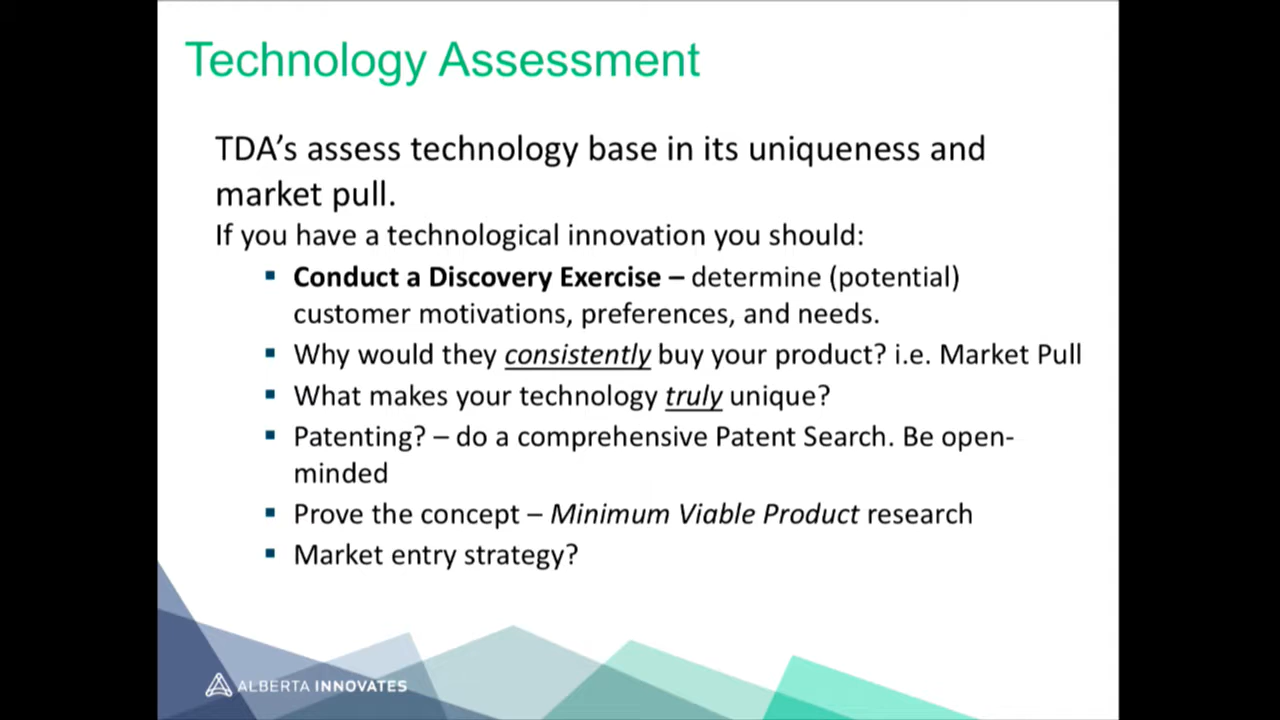 Technology Assessment
TDA's assess technology base in its uniqueness and
market pull.
If you have a technological innovation you should:
▪ Conduct a Discovery Exercise – determine (potential)
customer motivations, preferences, and needs.
▪ Why would they consistently buy your product? i.e. Market Pull
▪ What makes your technology truly unique?
▪ Patenting? – do a comprehensive Patent Search. Be open-
minded
▪ Prove the concept – Minimum Viable Product research
▪ Market entry strategy?
ALBERTA INNOVATES